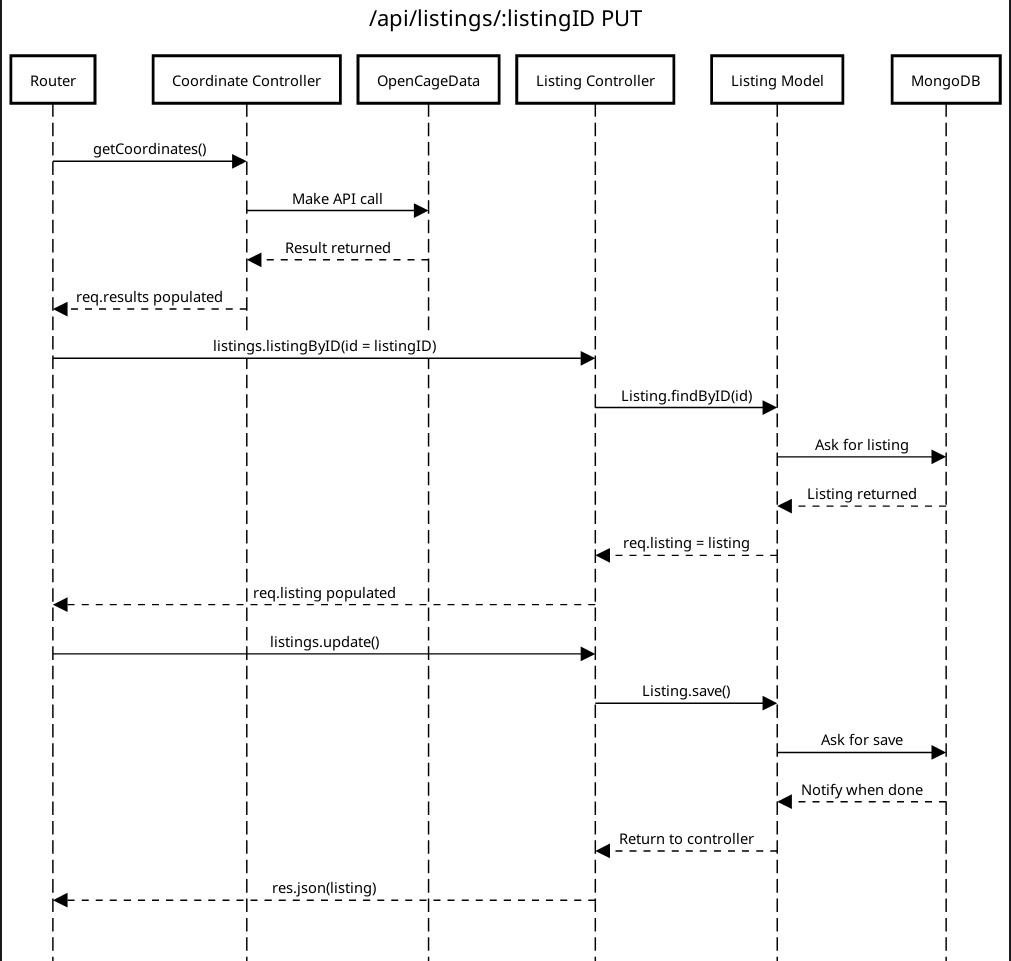 /api/listings/:listingID PUT
Router
Coordinate Controller
OpenCageData
Listing Controller
Listing Model
MongoDB
getCoordinates()
Make API call
Result returned
req.results populated
listings.listingByID(id = listingID)
Listing.findByID(id)
Ask for listing
Listing returned
req.listing = listing
req.listing populated
listings.update()
Listing.save()
Ask for save
Notify when done
Return to controller
res.json(listing)